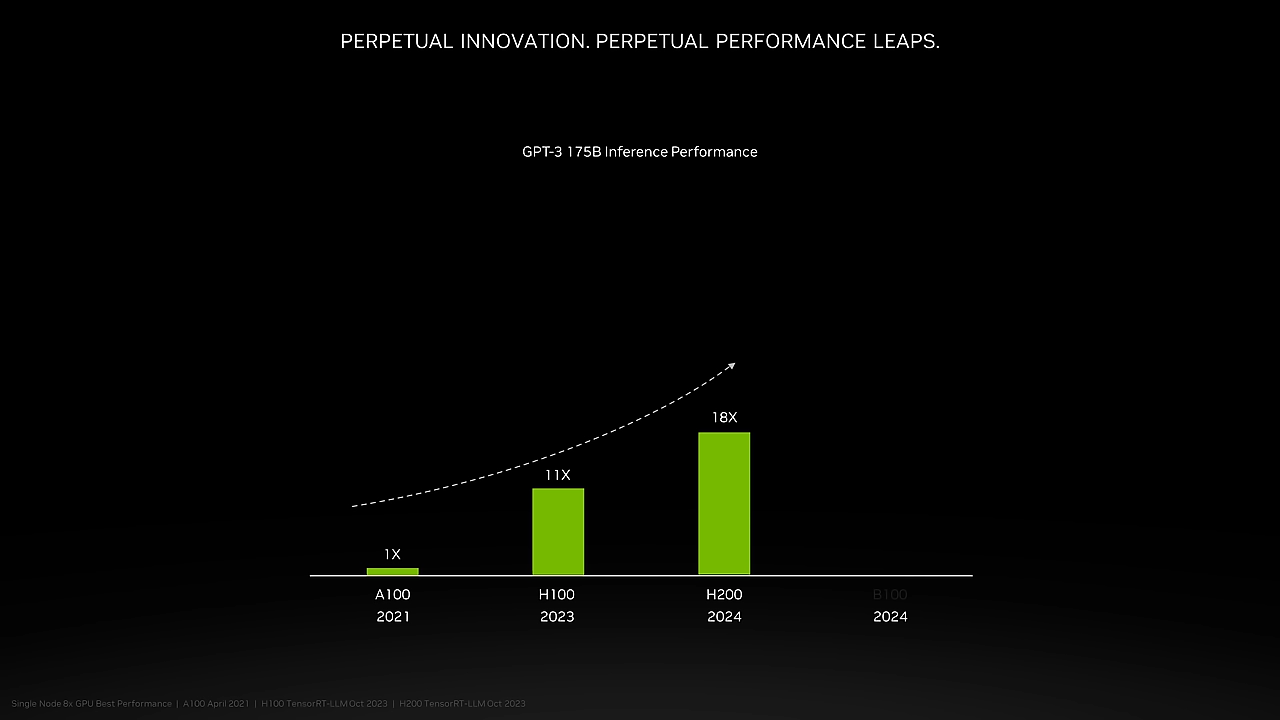 PERPETUAL INNOVATION. PERPETUAL PERFORMANCE LEAPS.
GPT-3 175B Inference Performance
18X
11X
1X
A100 H100 H200 B100
2021 2023 2024 2024
Single Node 8x GPU Best Performance | A100 April 2021 | H100 TensorRT-LLM Oct 2023 | H200 TensorRT-LLM Oct 2023